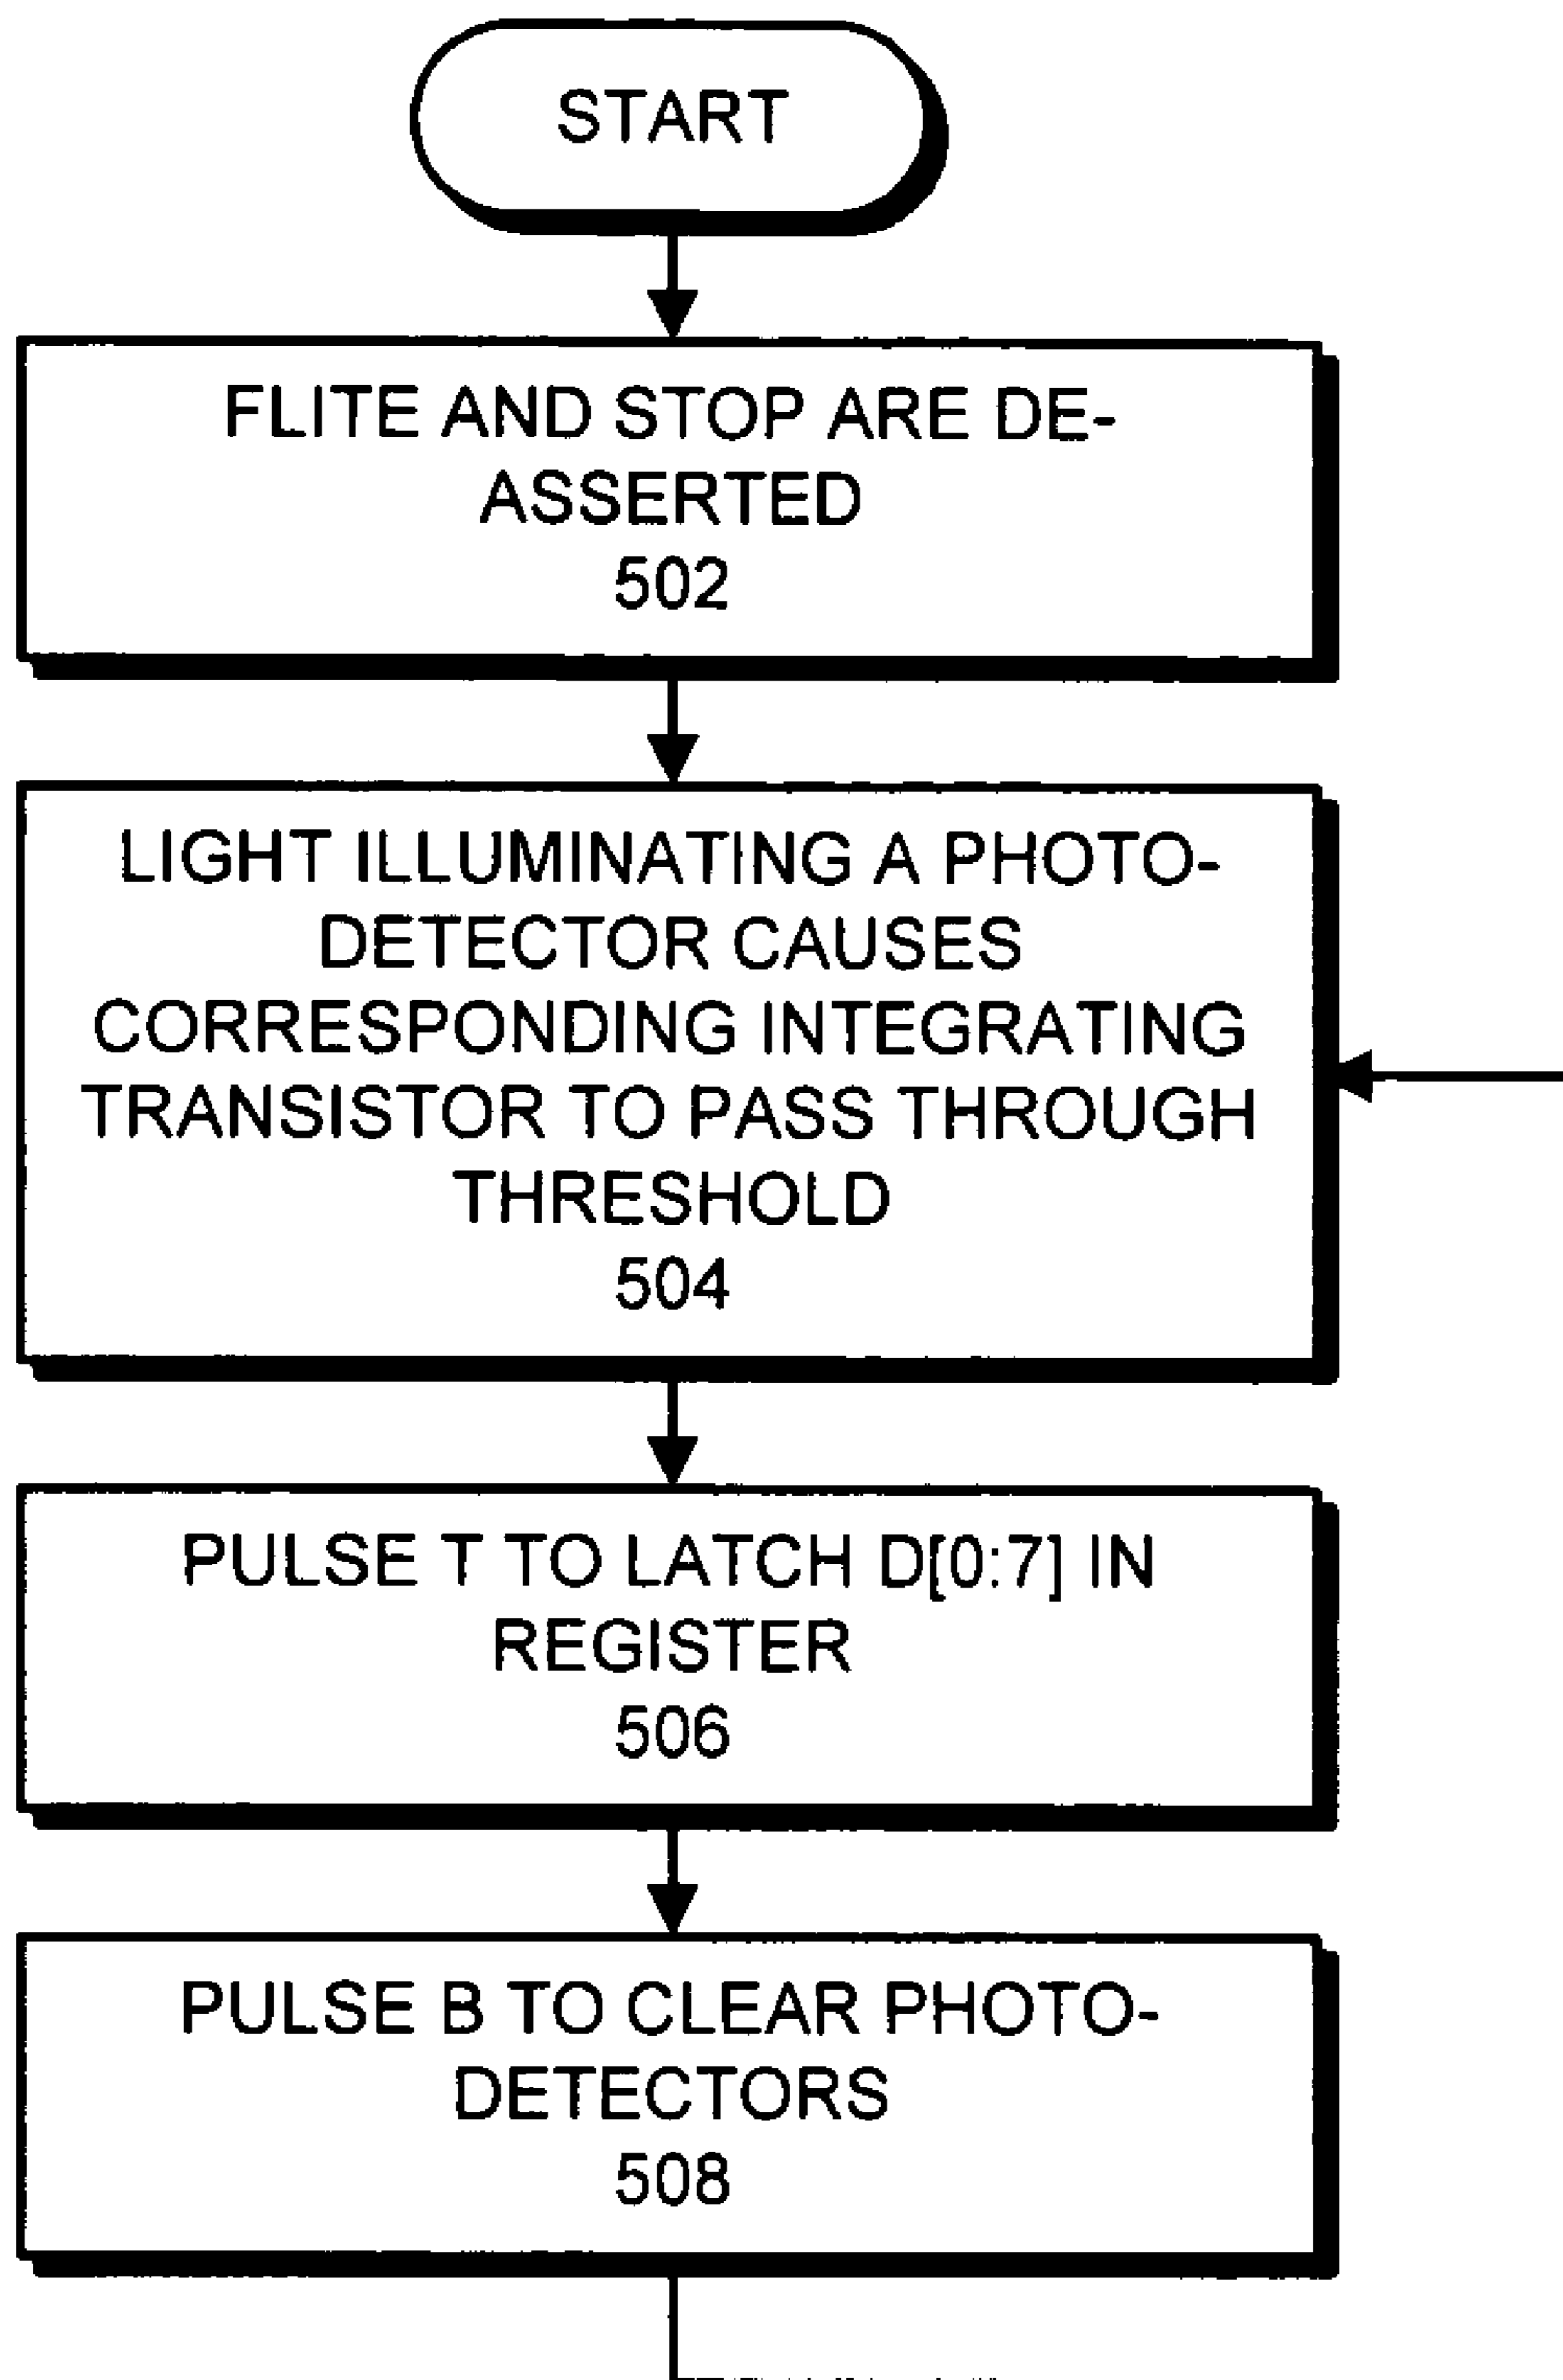 START
FLITE AND STOP ARE DE-
ASSERTED
502
LIGHT ILLUMINATING A PHOTO-
DETECTOR CAUSES
CORRESPONDING INTEGRATING
TRANSISTOR TO PASS THROUGH
THRESHOLD
504
PULSE T TO LATCH D[0:7] IN
REGISTER
506
PULSE B TO CLEAR PHOTO-
DETECTORS
508